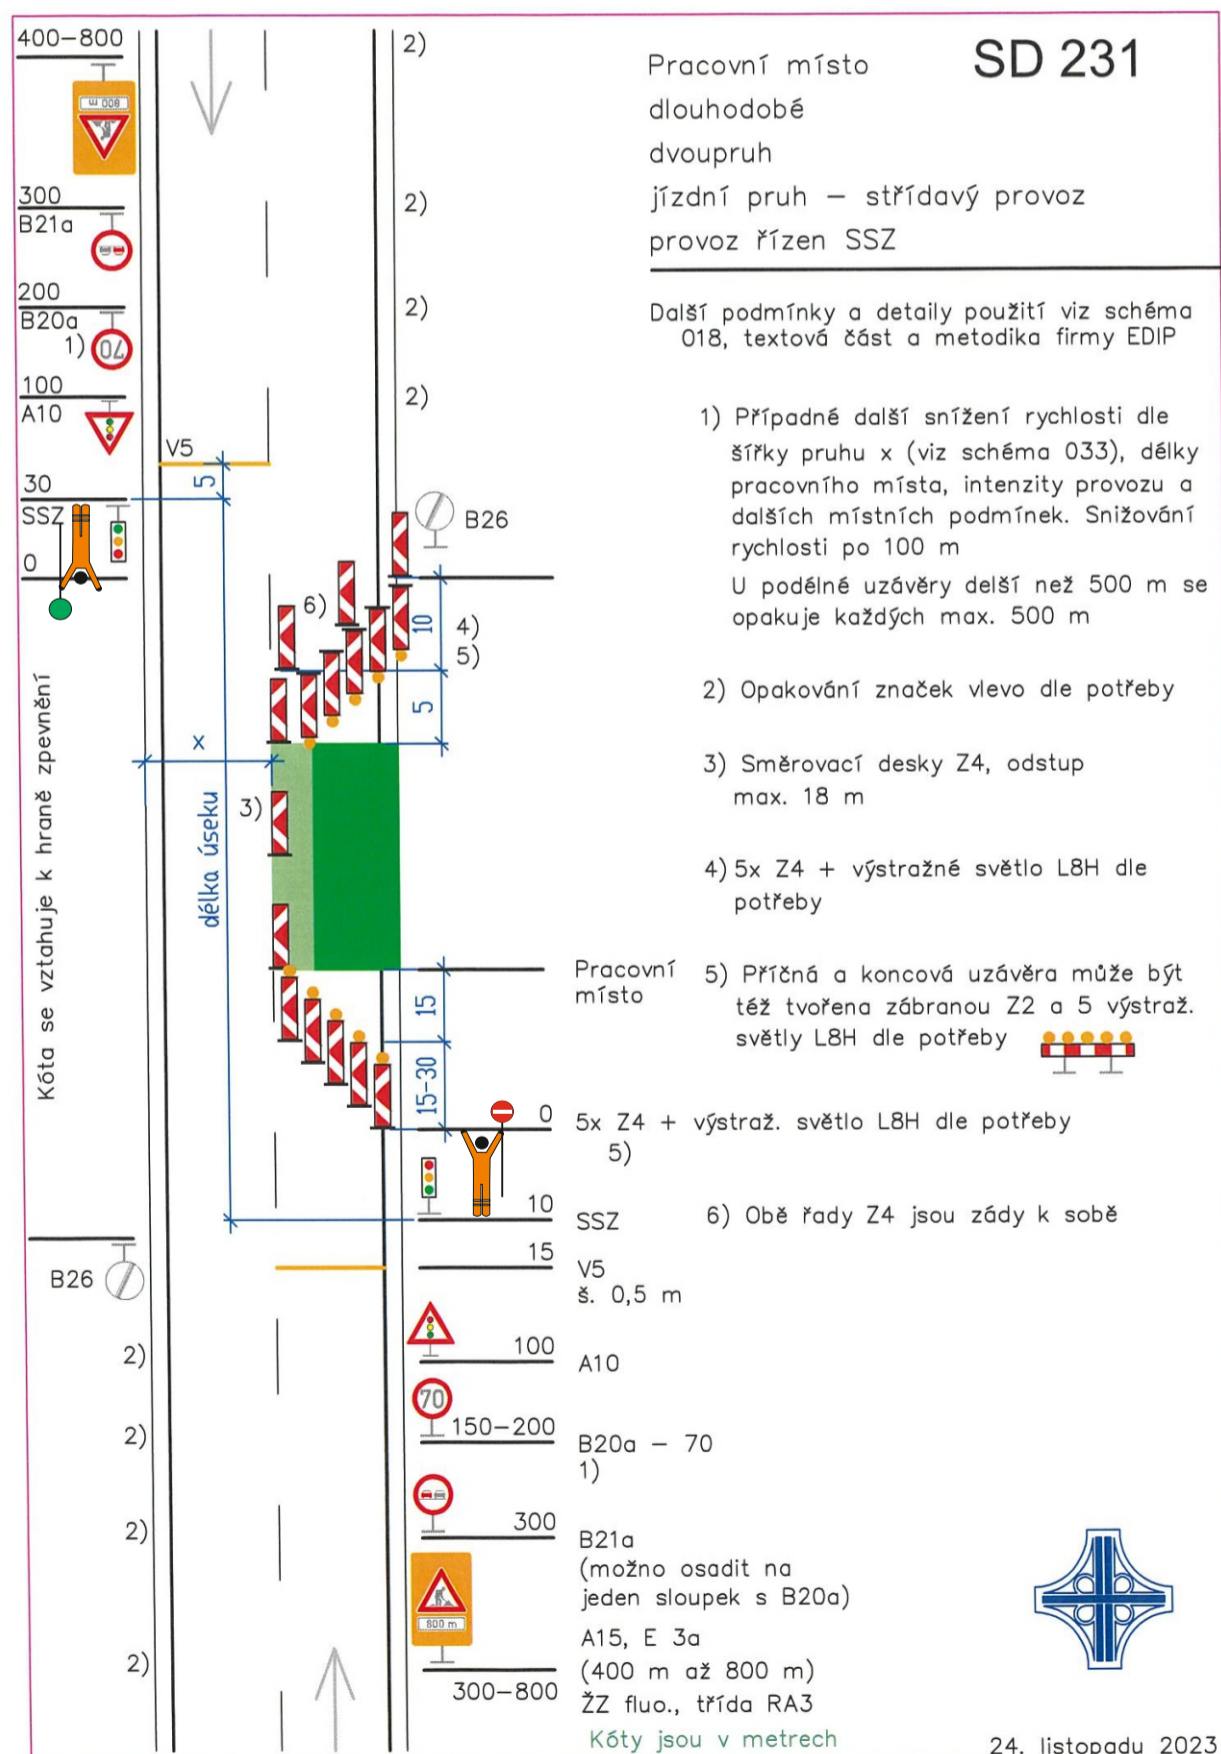 SD 231
Pracovní místo
dlouhodobé
dvoupruh
jízdní pruh – střídavý provoz
provoz řízen SSZ
Další podmínky a detaily použití viz schéma
018, textová část a metodika firmy EDIP
1) Případné další snížení rychlosti dle
šířky pruhu x (viz schéma 033), délky
pracovního místa, intenzity provozu a
dalších místních podmínek. Snižování
rychlosti po 100 m
U podélné uzávěry delší než 500 m se
opakuje každých max. 500 m
2) Opakování značek vlevo dle potřeby
3) Směrovací desky Z4, odstup
max. 18 m
4) 5x Z4 + výstražné světlo L8H dle
potřeby
5) Příčná a koncová uzávěra může být
též tvořena zábranou Z2 a 5 výstraž.
světly L8H dle potřeby
6) Obě řady Z4 jsou zády k sobě
400–800
800 m
300
B21a
200
B20a
1)
70
100
A10
V5
5
30
SSZ
0
2)
2)
2)
2)
B26
6)
10
4)
5)
5
x
3)
délka úseku
Kóta se vztahuje k hraně zpevnění
Pracovní
místo
15
15-30
0
5x Z4 + výstraž. světlo L8H dle potřeby
5)
10
SSZ
15
V5
š. 0,5 m
B26
100
A10
2)
70
150–200
B20a – 70
1)
2)
300
B21a
(možno osadit na
jeden sloupek s B20a)
2)
800 m
A15, E 3a
(400 m až 800 m)
ŽZ fluo., třída RA3
300–800
2)
Kóty jsou v metrech
24. listopadu 2023